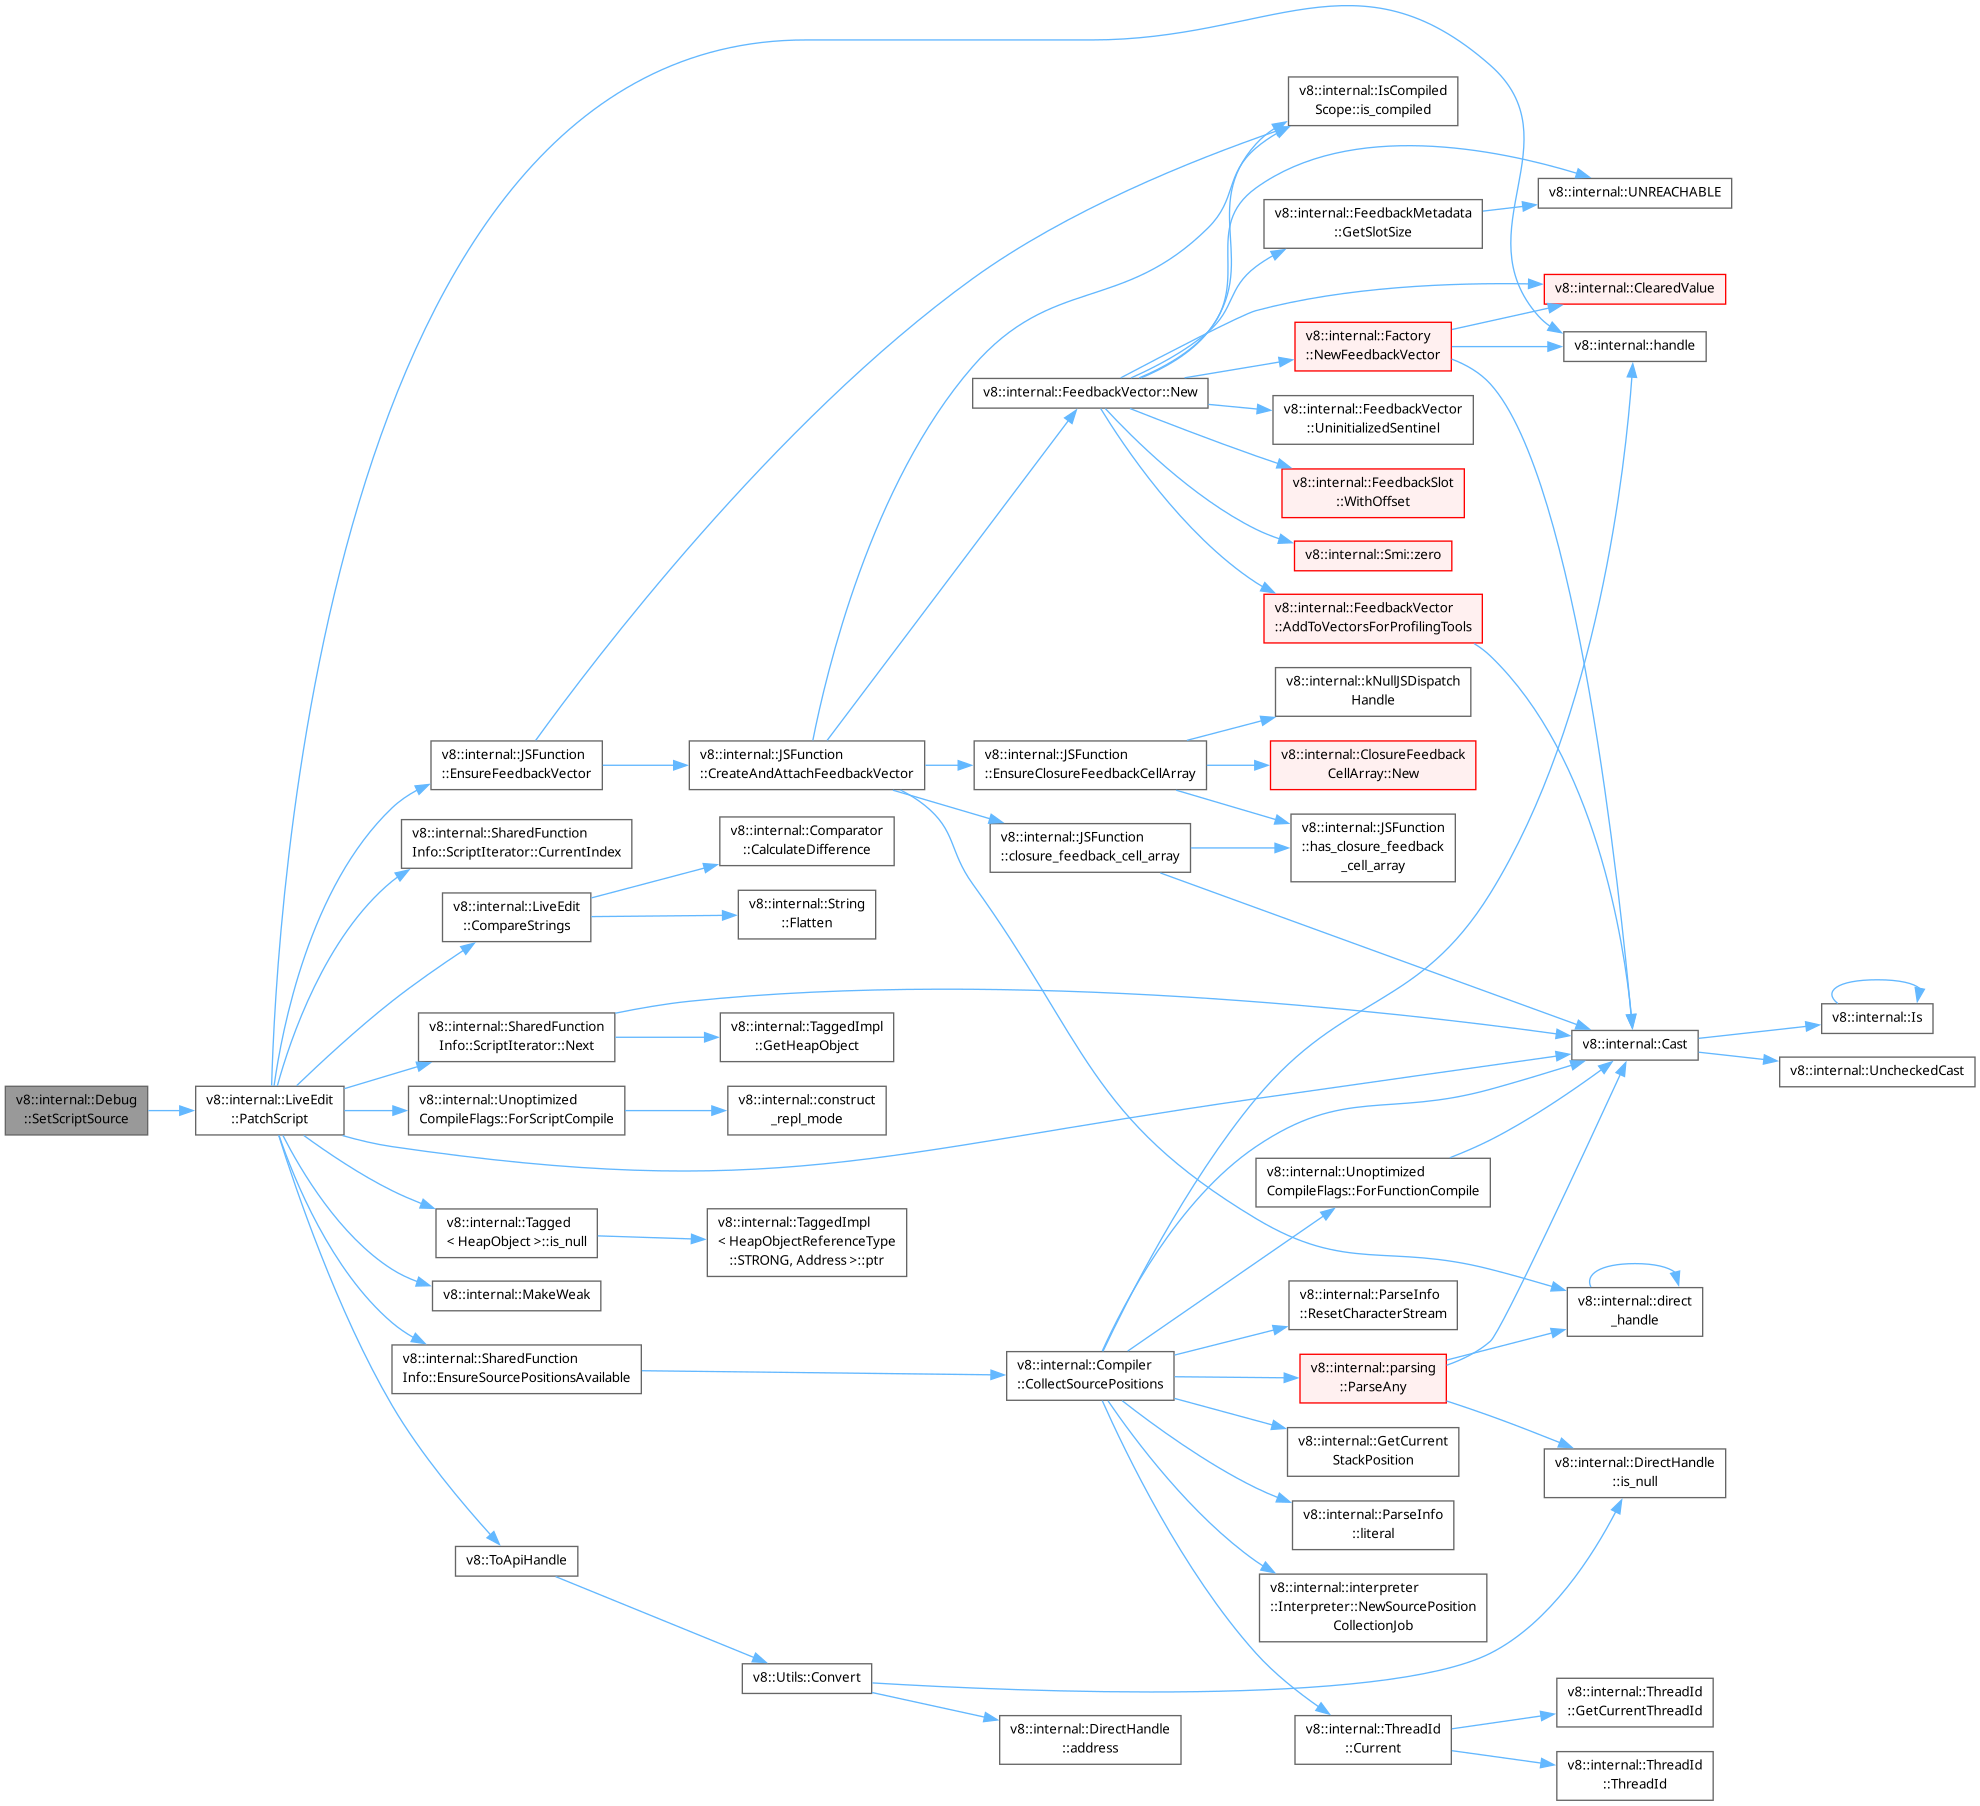 v8::internal::Debug
::SetScriptSource
v8::internal::LiveEdit
::PatchScript
v8::internal::JSFunction
::EnsureFeedbackVector
v8::internal::SharedFunction
Info::ScriptIterator::CurrentIndex
v8::internal::LiveEdit
::CompareStrings
v8::internal::SharedFunction
Info::ScriptIterator::Next
v8::internal::Unoptimized
CompileFlags::ForScriptCompile
v8::internal::Tagged
< HeapObject >::is_null
v8::internal::MakeWeak
v8::internal::SharedFunction
Info::EnsureSourcePositionsAvailable
v8::ToApiHandle
v8::internal::JSFunction
::CreateAndAttachFeedbackVector
v8::internal::Comparator
::CalculateDifference
v8::internal::String
::Flatten
v8::internal::TaggedImpl
::GetHeapObject
v8::internal::construct
_repl_mode
v8::internal::TaggedImpl
< HeapObjectReferenceType
::STRONG, Address >::ptr
v8::Utils::Convert
v8::internal::FeedbackVector::New
v8::internal::JSFunction
::EnsureClosureFeedbackCellArray
v8::internal::JSFunction
::closure_feedback_cell_array
v8::internal::Compiler
::CollectSourcePositions
v8::internal::DirectHandle
::address
v8::internal::IsCompiled
Scope::is_compiled
v8::internal::FeedbackMetadata
::GetSlotSize
v8::internal::Factory
::NewFeedbackVector
v8::internal::FeedbackVector
::UninitializedSentinel
v8::internal::FeedbackSlot
::WithOffset
v8::internal::Smi::zero
v8::internal::FeedbackVector
::AddToVectorsForProfilingTools
v8::internal::kNullJSDispatch
Handle
v8::internal::ClosureFeedback
CellArray::New
v8::internal::JSFunction
::has_closure_feedback
_cell_array
v8::internal::Unoptimized
CompileFlags::ForFunctionCompile
v8::internal::ParseInfo
::ResetCharacterStream
v8::internal::parsing
::ParseAny
v8::internal::GetCurrent
StackPosition
v8::internal::ParseInfo
::literal
v8::internal::interpreter
::Interpreter::NewSourcePosition
CollectionJob
v8::internal::ThreadId
::Current
v8::internal::UNREACHABLE
v8::internal::ClearedValue
v8::internal::handle
v8::internal::Cast
v8::internal::direct
_handle
v8::internal::DirectHandle
::is_null
v8::internal::ThreadId
::GetCurrentThreadId
v8::internal::ThreadId
::ThreadId
v8::internal::Is
v8::internal::UncheckedCast